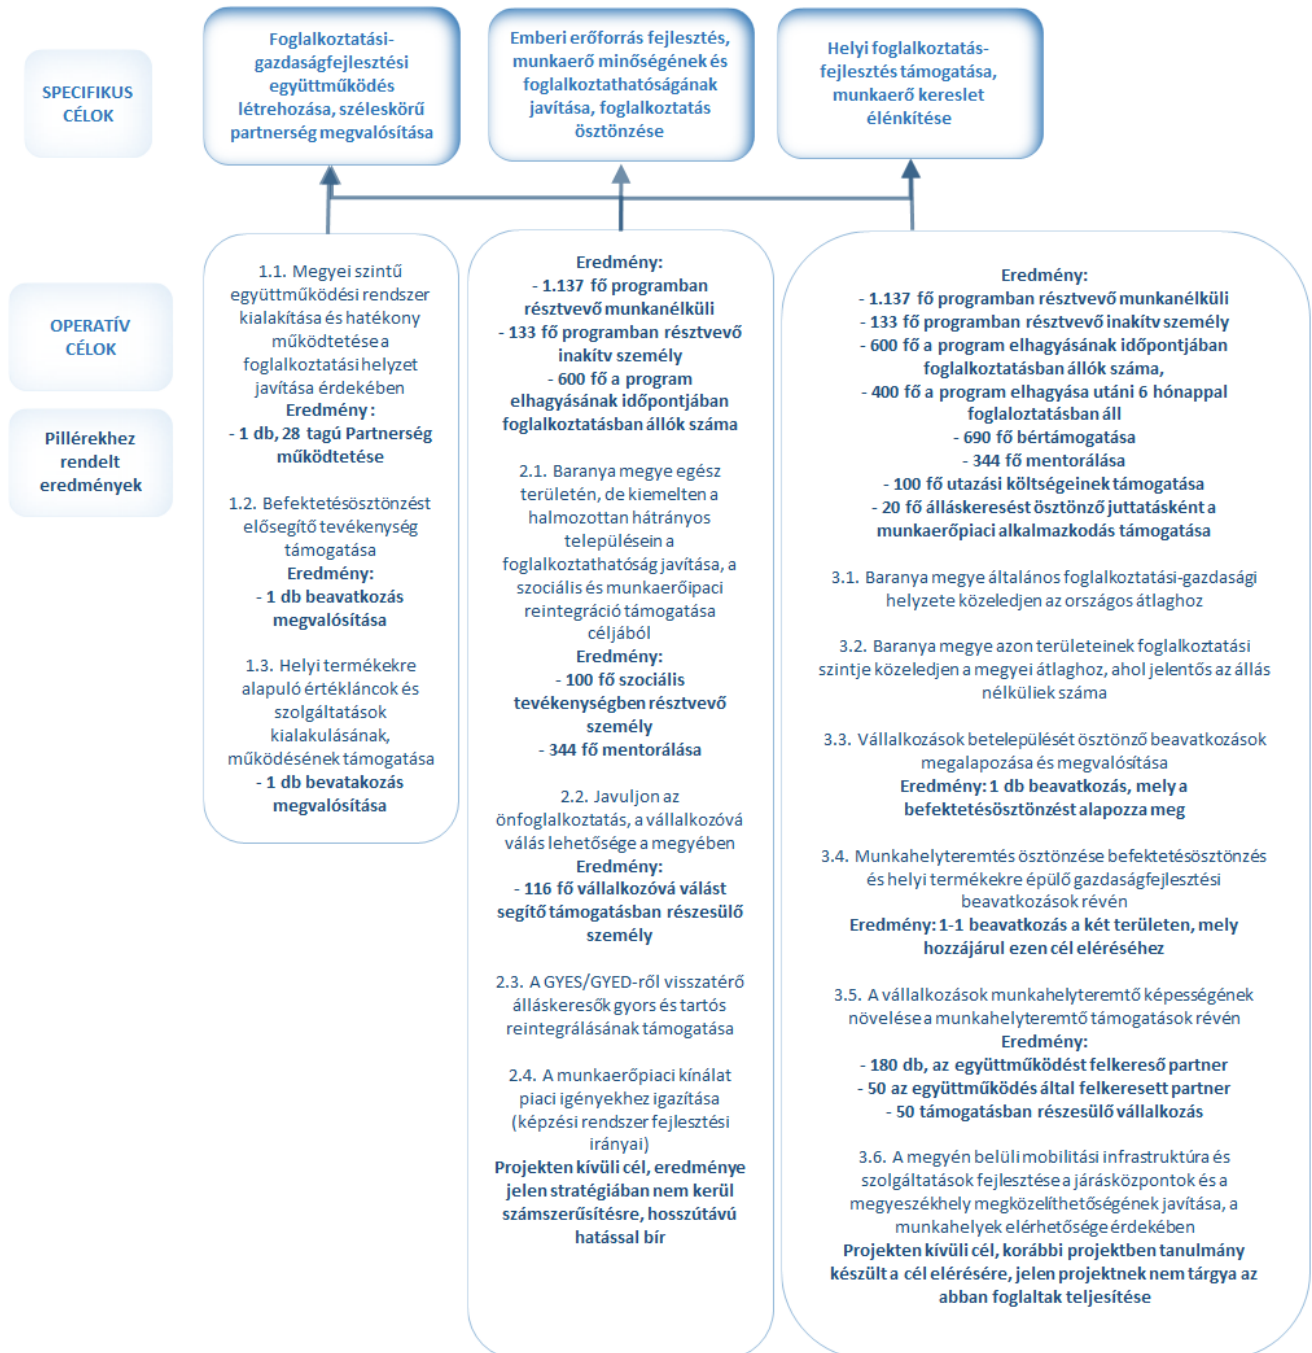 SPECIFIKUS
CÉLOK
Foglalkoztatási-
gazdaságfejlesztési
együttműködés
létrehozása, széleskörű
partnerség megvalósítása
Emberi erőforrás fejlesztés,
munkaerő minőségének és
foglalkoztathatóságának
javítása, foglalkoztatás
ösztönzése
Helyi foglalkoztatás-
fejlesztés támogatása,
munkaerő kereslet
élénkítése
OPERATÍV
CÉLOK
Pillérekhez
rendelt
eredmények
1.1. Megyei szintű
együttműködési rendszer
kialakítása és hatékony
működtetése a
foglalkoztatási helyzet
javítása érdekében
Eredmény :
- 1 db, 28 tagú Partnerség
működtetése
1.2. Befektetésösztönzést
elősegítő tevékenység
támogatása
Eredmény:
- 1 db beavatkozás
megvalósítása
1.3. Helyi termékekre
alapuló értékláncok és
szolgáltatások
kialakulásának,
működésének támogatása
- 1 db bevatakozás
megvalósítása
Eredmény:
- 1.137 fő programban
résztvevő munkanélküli
- 133 fő programban résztvevő
inakítv személy
- 600 fő a program
elhagyásának időpontjában
foglalkoztatásban állók száma
2.1. Baranya megye egész
területén, de kiemelten a
halmozottan hátrányos
településein a
foglalkoztathatóság javítása, a
szociális és munkaerőipaci
reintegráció támogatása
céljából
Eredmény:
- 100 fő szociális
tevékenységben résztvevő
személy
- 344 fő mentorálása
2.2. Javuljon az
önfoglalkoztatás, a vállalkozóvá
válás lehetősége a megyében
Eredmény:
- 116 fő vállalkozóvá válást
segítő támogatásban részesülő
személy
2.3. A GYES/GYED-ről visszatérő
álláskeresők gyors és tartós
reintegrálásának támogatása
2.4. A munkaerőpiaci kínálat
piaci igényekhez igazítása
(képzési rendszer fejlesztési
irányai)
Projekten kívüli cél, eredménye
jelen stratégiában nem kerül
számszerűsítésre, hosszútávú
hatással bír
Eredmény:
- 1.137 fő programban résztvevő munkanélküli
- 133 fő programban résztvevő inakítv személy
- 600 fő a program elhagyásának időpontjában
foglalkoztatásban állók száma,
- 400 fő a program elhagyása utáni 6 hónappal
foglaloztatásban áll
- 690 fő bértámogatása
- 344 fő mentorálása
- 100 fő utazási költségeinek támogatása
- 20 fő álláskeresést ösztönző juttatásként a
munkaerőpiaci alkalmazkodás támogatása
3.1. Baranya megye általános foglalkoztatási-gazdasági
helyzete közeledjen az országos átlaghoz
3.2. Baranya megye azon területeinek foglalkoztatási
szintje közeledjen a megyei átlaghoz, ahol jelentős az állás
nélküliek száma
3.3. Vállalkozások betelepülését ösztönző beavatkozások
megalapozása és megvalósítása
Eredmény: 1 db beavatkozás, mely a
befektetésösztönzést alapozza meg
3.4. Munkahelyteremtés ösztönzése befektetésösztönzés
és helyi termékekre épülő gazdaságfejlesztési
beavatkozások révén
Eredmény: 1-1 beavatkozás a két területen, mely
hozzájárul ezen cél eléréséhez
3.5. A vállalkozások munkahelyteremtő képességének
növelése a munkahelyteremtő támogatások révén
Eredmény:
- 180 db, az együttműködést felkereső partner
- 50 az együttműködés által felkeresett partner
- 50 támogatásban részesülő vállalkozás
3.6. A megyén belüli mobilitási infrastruktúra és
szolgáltatások fejlesztése a járásközpontok és a
megyeszékhely megközelíthetőségének javítása, a
munkahelyek elérhetősége érdekében
Projekten kívüli cél, korábbi projektben tanulmány
készült a cél elérésére, jelen projektnek nem tárgya az
abban foglaltak teljesítése